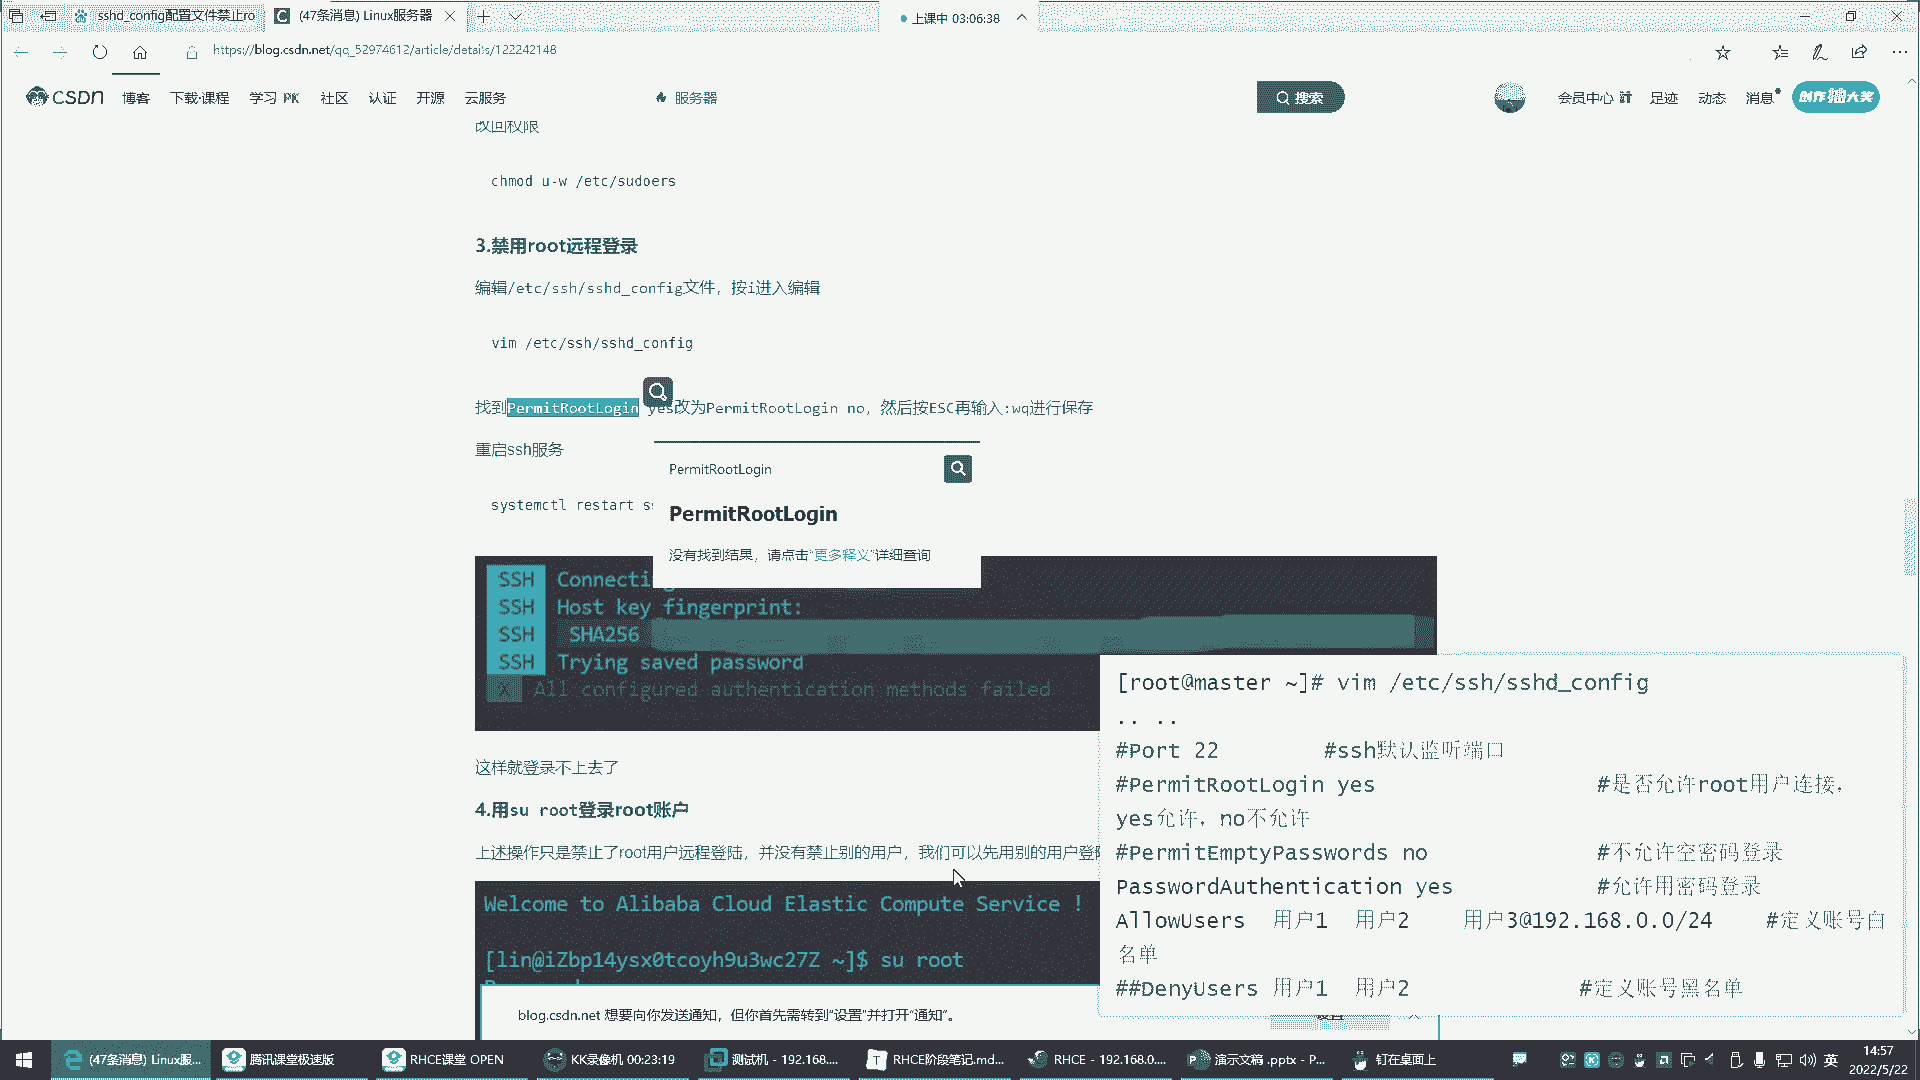 sshd_config配置文件禁止ro
(47条消息) Linux服务器
上课中 03:06:38
https://blog.csdn.net/qq_52974612/article/details/122242148
CSDN 博客 下载·课程 学习 社区 认证 开源 云服务 服务器 搜索 会员中心 足迹 动态 消息
改回权限
chmod u-w /etc/sudoers
3.禁用root远程登录
编辑/etc/ssh/sshd_config文件，按i进入编辑
vim /etc/ssh/sshd_config
找到PermitRootLogin yes改为PermitRootLogin no，然后按ESC再输入:wq进行保存
重启ssh服务
PermitRootLogin
systemctl restart s
PermitRootLogin
没有找到结果，请点击“更多释义”详细查询
SSH Connecti
SSH Host key fingerprint:
SSH SHA256
SSH Trying saved password
X All configured authentication methods failed
这样就登录不上去了
4.用su root登录root账户
上述操作只是禁止了root用户远程登陆，并没有禁止别的用户，我们可以先用别的用户登
Welcome to Alibaba Cloud Elastic Compute Service !
[lin@iZbp14ysx0tcoyh9u3wc27Z ~]$ su root
blog.csdn.net 想要向你发送通知，但你首先需转到“设置”并打开“通知”。
[root@master ~]# vim /etc/ssh/sshd_config
.. ..
#Port 22 #ssh默认监听端口
#PermitRootLogin yes #是否允许root用户连接，
yes允许，no不允许
#PermitEmptyPasswords no #不允许空密码登录
PasswordAuthentication yes #允许用密码登录
AllowUsers 用户1 用户2 用户3@192.168.0.0/24 #定义账号白
名单
##DenyUsers 用户1 用户2 #定义账号黑名单
(47条消息) Linux服...
腾讯课堂极速版
RHCE课堂 OPEN
KK录像机 00:23:19
测试机 - 192.168....
RHCE阶段笔记.md...
RHCE - 192.168.0....
演示文稿 .pptx - P...
钉在桌面上
英
14:57
2022/5/22